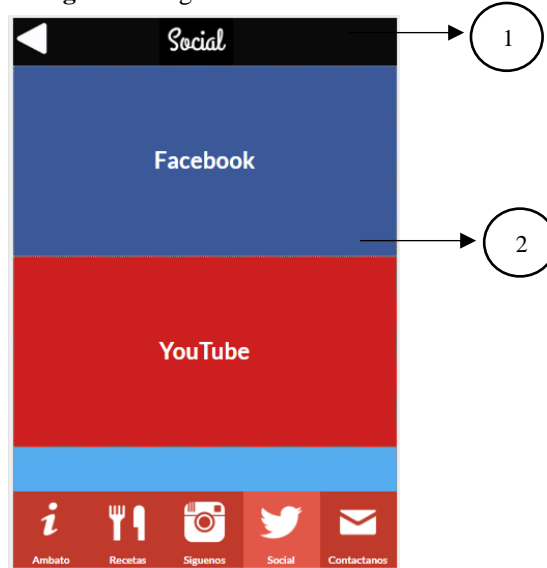 Social
1
Facebook
2
YouTube
Ambato Recetas Siguenos Social Contactanos